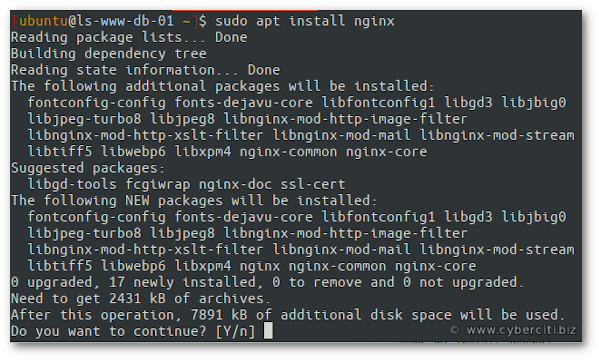 [ubuntu@ls-www-db-01 ~]$ sudo apt install nginx
Reading package lists... Done
Building dependency tree
Reading state information... Done
The following additional packages will be installed:
  fontconfig-config fonts-dejavu-core libfontconfig1 libgd3 libjbig0
  libjpeg-turbo8 libjpeg8 libnginx-mod-http-image-filter
  libnginx-mod-http-xslt-filter libnginx-mod-mail libnginx-mod-stream
  libtiff5 libwebp6 libxpm4 nginx-common nginx-core
Suggested packages:
  libgd-tools fcgiwrap nginx-doc ssl-cert
The following NEW packages will be installed:
  fontconfig-config fonts-dejavu-core libfontconfig1 libgd3 libjbig0
  libjpeg-turbo8 libjpeg8 libnginx-mod-http-image-filter
  libnginx-mod-http-xslt-filter libnginx-mod-mail libnginx-mod-stream
  libtiff5 libwebp6 libxpm4 nginx nginx-common nginx-core
0 upgraded, 17 newly installed, 0 to remove and 0 not upgraded.
Need to get 2431 kB of archives.
After this operation, 7891 kB of additional disk space will be used.
Do you want to continue? [Y/n]
© www.cyberciti.biz